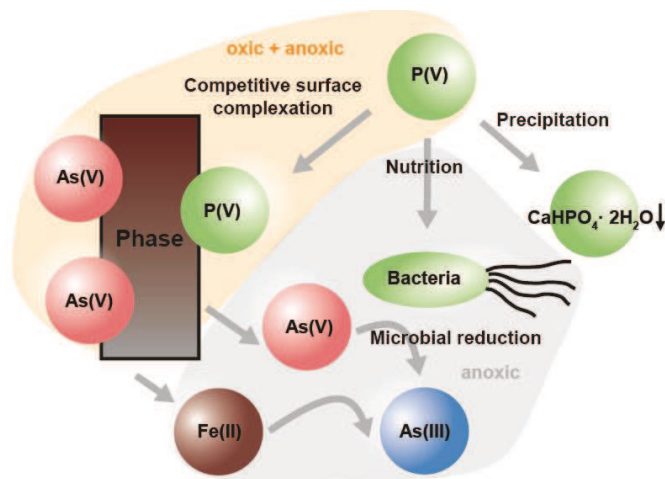 oxic + anoxic
P(V)
Competitive surface
complexation
Precipitation
As(V)
Nutrition
P(V)
CaHPO₄· 2H₂O↓
Phase
Bacteria
As(V)
As(V)
Microbial reduction
anoxic
Fe(II)
As(III)